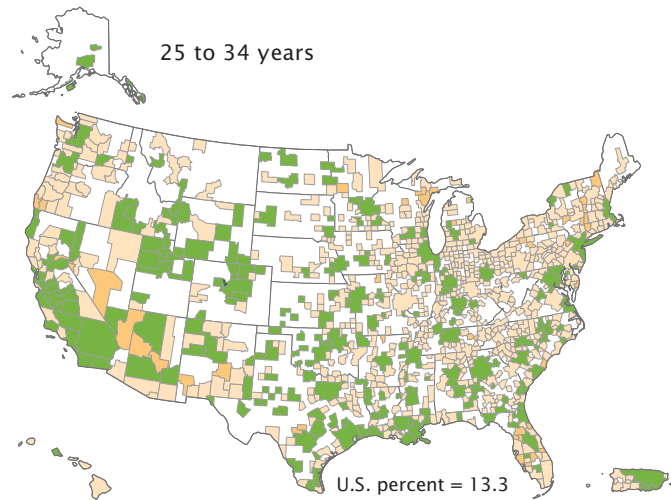 25 to 34 years
U.S. percent = 13.3